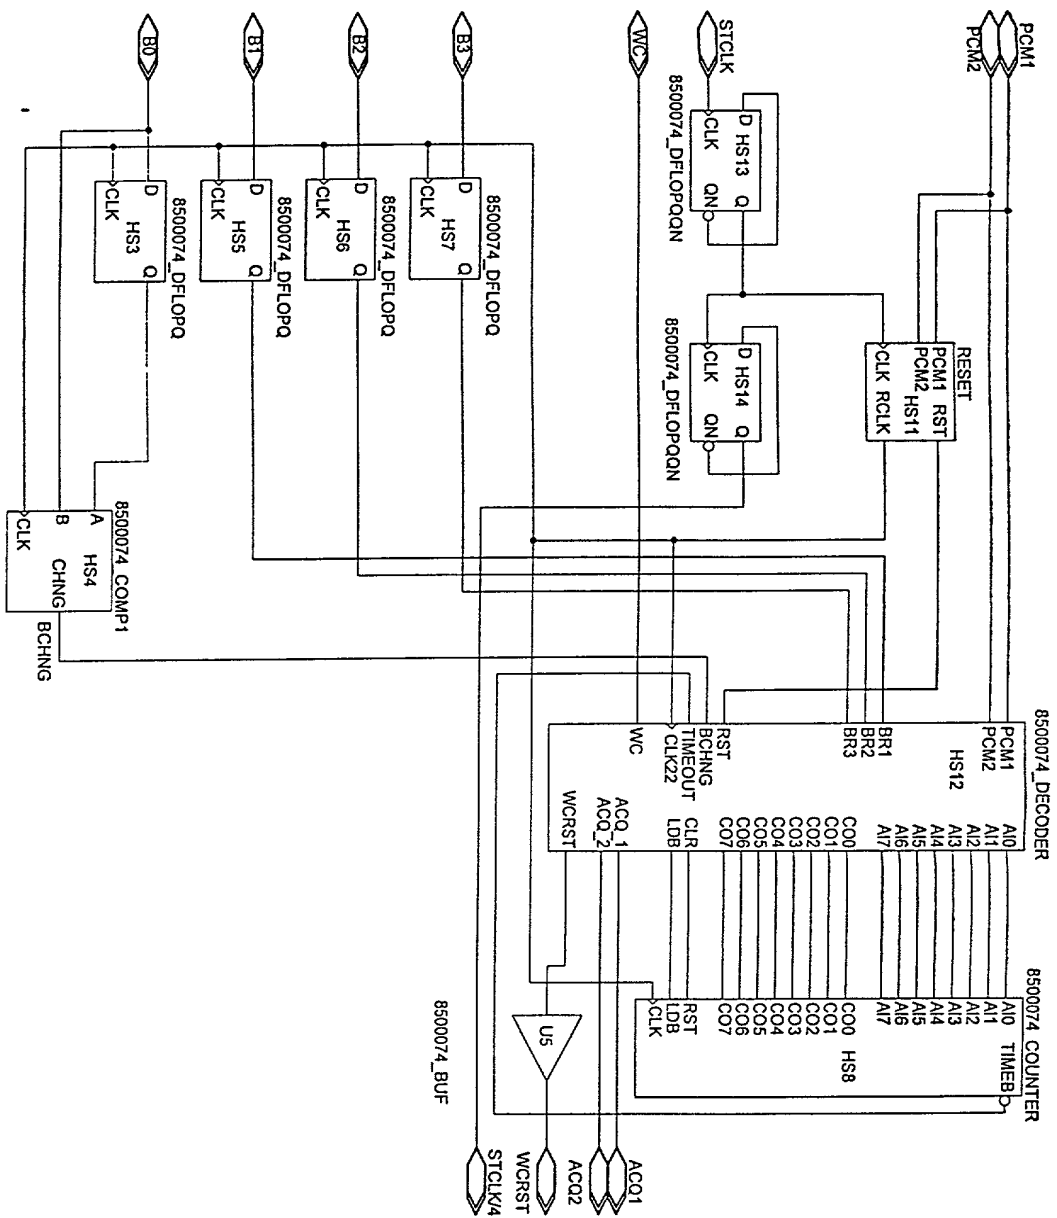 PCM1
PCM2
STCLK
WC
B3
B2
B1
B0
D
HS13
CLK
Q
QN
8500074_DFLOPQQN
RESET
PCM1
PCM2
RST
HS11
CLK
RCLK
D
HS14
CLK
Q
QN
8500074_DFLOPQQN
D
CLK
HS7
Q
8500074_DFLOPQ
D
CLK
HS6
Q
8500074_DFLOPQ
D
CLK
HS5
Q
8500074_DFLOPQ
D
CLK
HS3
Q
8500074_DFLOPQ
8500074_COMP1
A
B
CLK
HS4
CHNG
BCHNG
8500074_DECODER
HS12
PCM1
PCM2
BR1
BR2
BR3
RST
BCHNG
TIMEOUT
CLK22
WC
AI0
AI1
AI2
AI3
AI4
AI5
AI6
AI7
CO0
CO1
CO2
CO3
CO4
CO5
CO6
CO7
CLR
LDB
ACQ_1
ACQ_2
WCRST
8500074_COUNTER
AI0
AI1
AI2
AI3
AI4
AI5
AI6
AI7
CO0
CO1
CO2
CO3
CO4
CO5
CO6
CO7
RST
LDB
CLK
HS8
TIMEB
U5
8500074_BUF
ACQ1
ACQ2
WCRST
STCLK/4